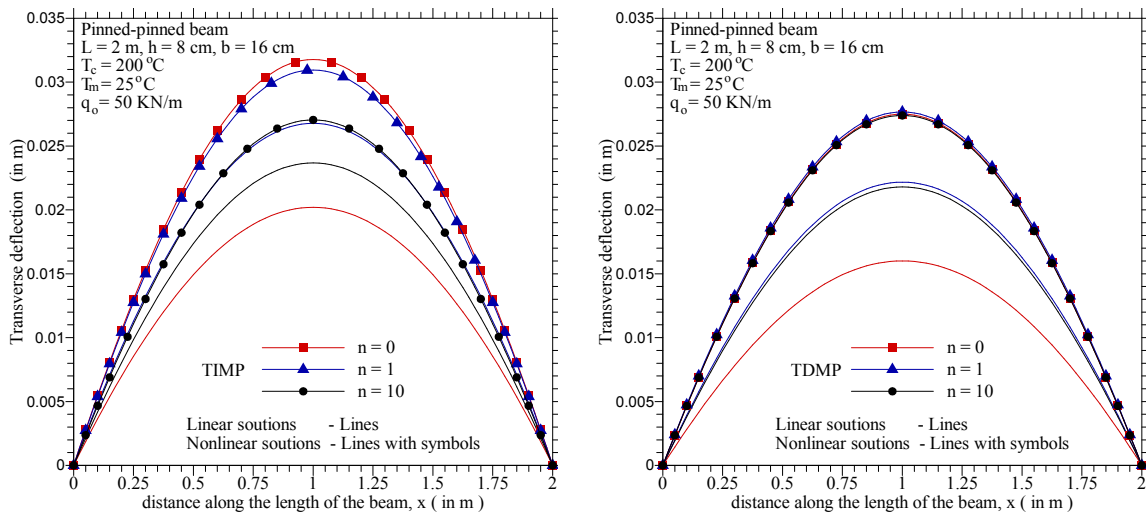 Pinned-pinned beam
L = 2 m, h = 8 cm, b = 16 cm
Tc = 200 °C
Tm = 25°C
qo = 50 KN/m
Transverse deflection (in m)
0.035
0.03
0.025
0.02
0.015
0.01
0.005
0
TIMP
n = 0
n = 1
n = 10
Linear soutions - Lines
Nonlinear soutions - Lines with symbols
0 0.25 0.5 0.75 1 1.25 1.5 1.75 2
distance along the length of the beam, x ( in m )
Pinned-pinned beam
L = 2 m, h = 8 cm, b = 16 cm
Tc = 200 °C
Tm = 25°C
qo = 50 KN/m
Transverse deflection (in m)
0.035
0.03
0.025
0.02
0.015
0.01
0.005
0
TDMP
n = 0
n = 1
n = 10
Linear soutions - Lines
Nonlinear soutions - Lines with symbols
0 0.25 0.5 0.75 1 1.25 1.5 1.75 2
distance along the length of the beam, x ( in m )